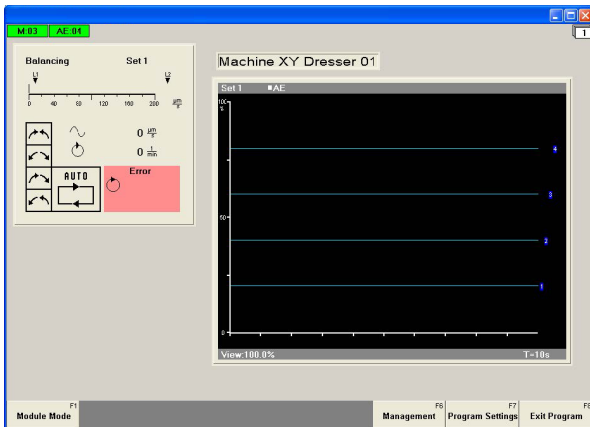 M:03 AE:04
1
Balancing Set 1
L1 L2
0 40 80 120 160 200 µm/s
0 µm/s
0 1/min
AUTO
Error
Machine XY Dresser 01
Set 1 AE
100
%
4
3
50
2
1
0
View:100.0% T=10s
F1 F6 F7 F8
Module Mode Management Program Settings Exit Program